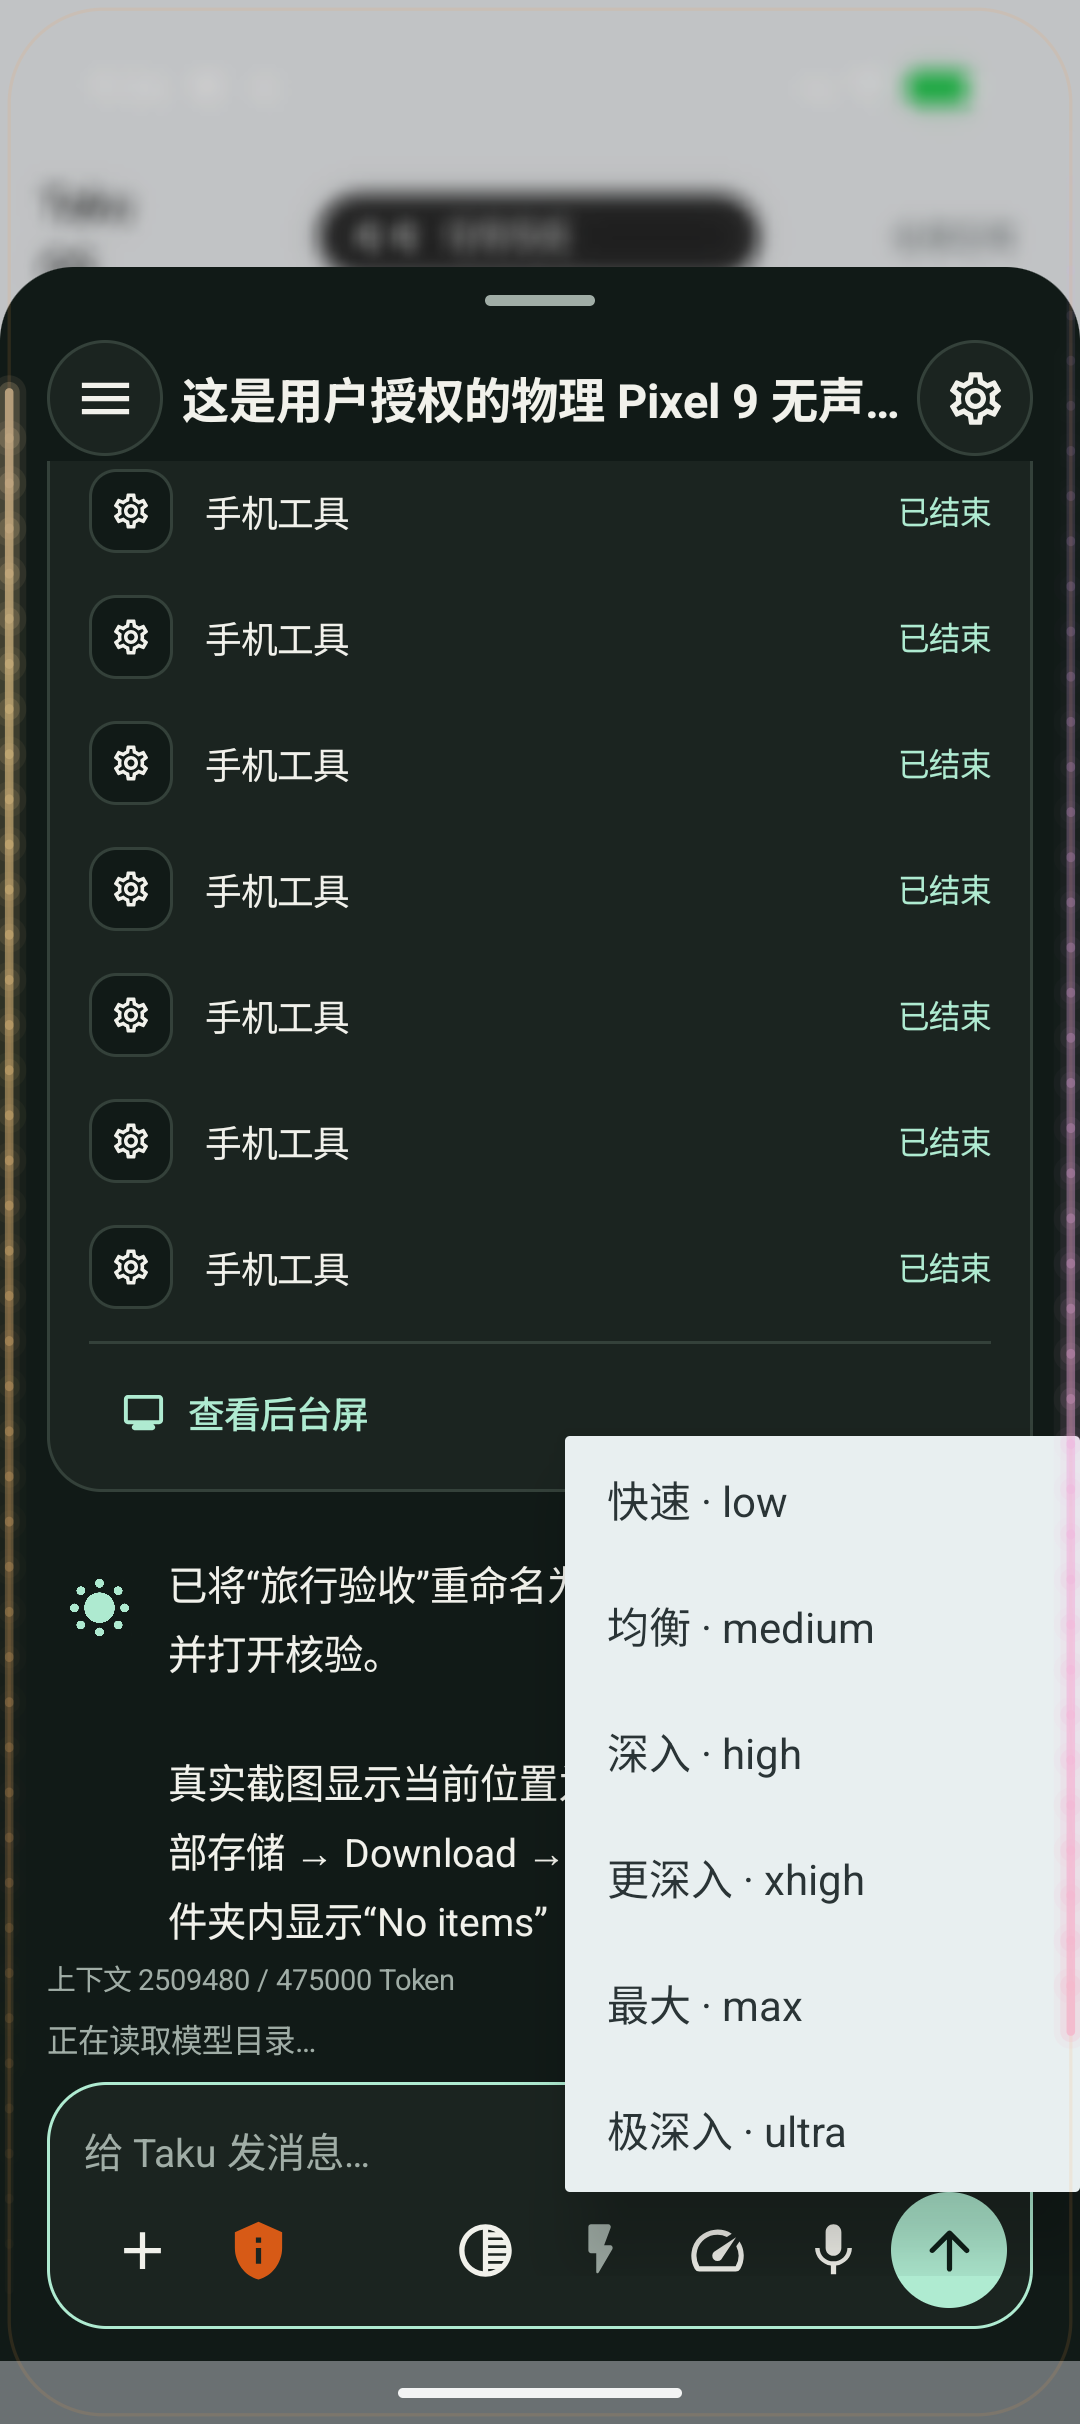 这是用户授权的物理 Pixel 9 无声...
手机工具 已结束
手机工具 已结束
手机工具 已结束
手机工具 已结束
手机工具 已结束
手机工具 已结束
手机工具 已结束
查看后台屏
快速 · low
均衡 · medium
深入 · high
更深入 · xhigh
最大 · max
极深入 · ultra
已将“旅行验收”重命名为
并打开核验。
真实截图显示当前位置为
部存储 → Download →
件夹内显示“No items”
上下文 2509480 / 475000 Token
正在读取模型目录...
给 Taku 发消息...